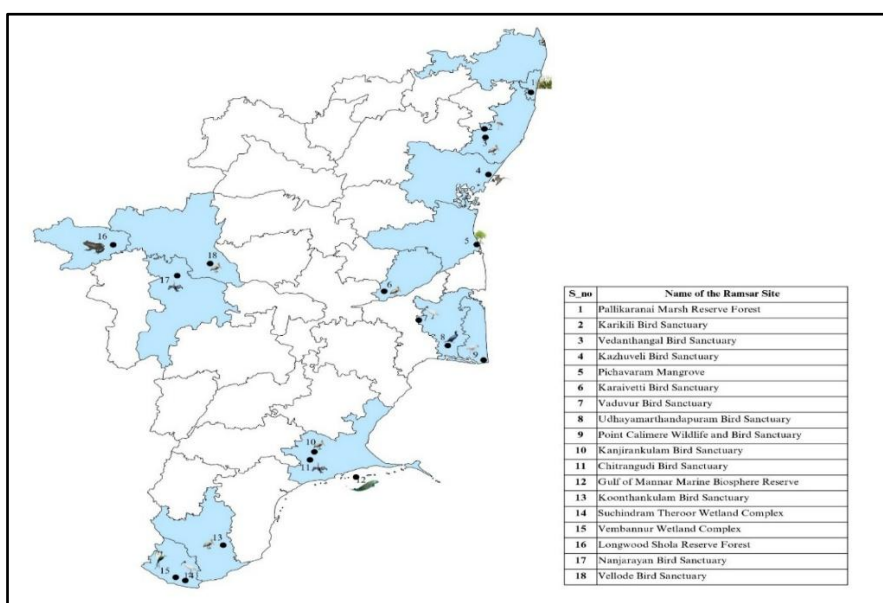 1
2
3
4
5
6
7
8
9
10
11
12
13
14
15
16
17
18
S_no Name of the Ramsar Site
1 Pallikaranai Marsh Reserve Forest
2 Karikili Bird Sanctuary
3 Vedanthangal Bird Sanctuary
4 Kazhuveli Bird Sanctuary
5 Pichavaram Mangrove
6 Karaivetti Bird Sanctuary
7 Vaduvur Bird Sanctuary
8 Udhayamarthandapuram Bird Sanctuary
9 Point Calimere Wildlife and Bird Sanctuary
10 Kanjirankulam Bird Sanctuary
11 Chitrangudi Bird Sanctuary
12 Gulf of Mannar Marine Biosphere Reserve
13 Koonthankulam Bird Sanctuary
14 Suchindram Theroor Wetland Complex
15 Vembannur Wetland Complex
16 Longwood Shola Reserve Forest
17 Nanjarayan Bird Sanctuary
18 Vellode Bird Sanctuary